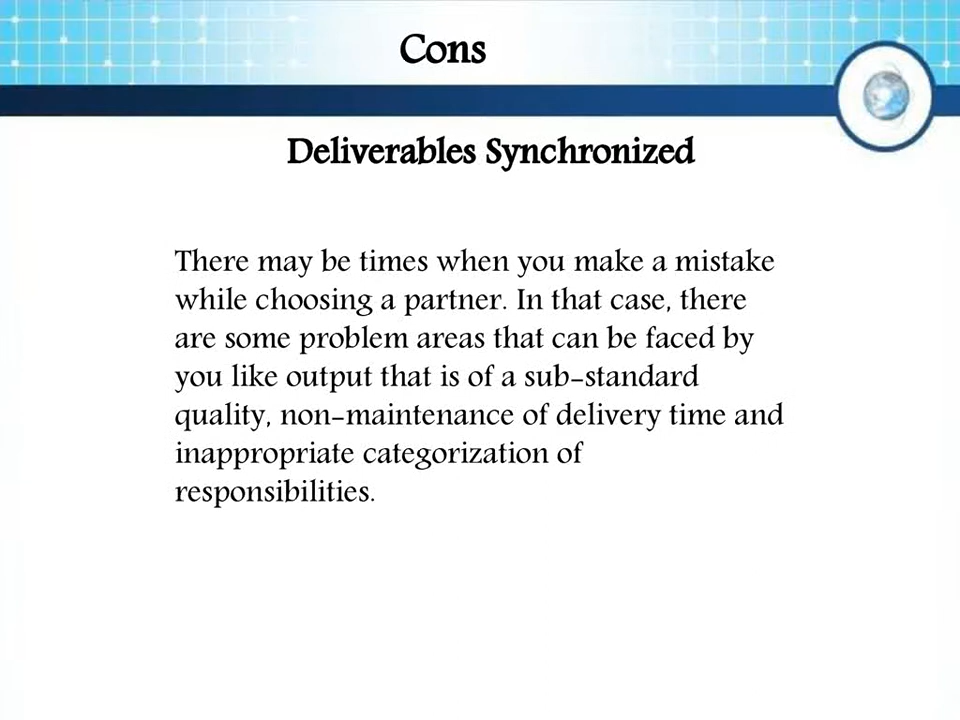 Cons
Deliverables Synchronized
There may be times when you make a mistake
while choosing a partner. In that case, there
are some problem areas that can be faced by
you like output that is of a sub-standard
quality, non-maintenance of delivery time and
inappropriate categorization of
responsibilities.